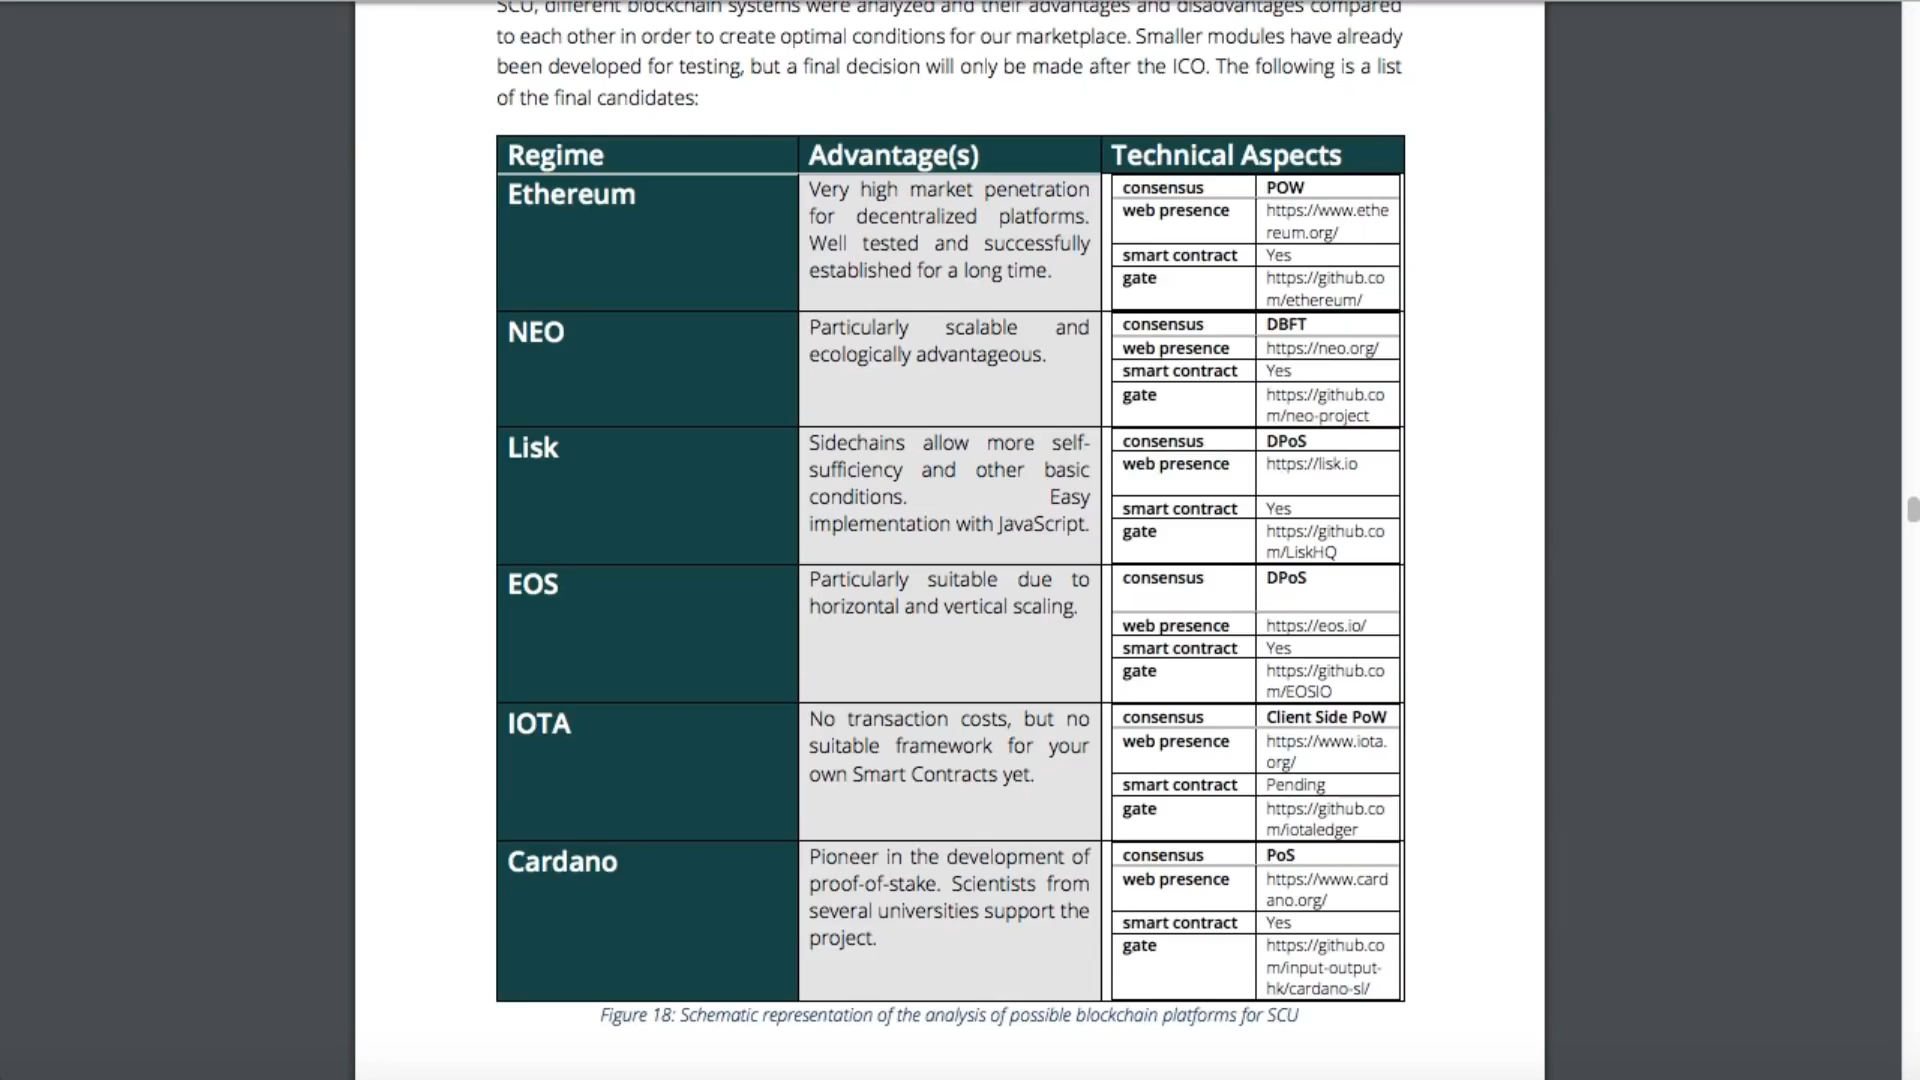 SCU, different blockchain systems were analyzed and their advantages and disadvantages compared
to each other in order to create optimal conditions for our marketplace. Smaller modules have already
been developed for testing, but a final decision will only be made after the ICO. The following is a list
of the final candidates:
Regime
Advantage(s)
Technical Aspects
Ethereum
Very high market penetration
for decentralized platforms.
Well tested and successfully
established for a long time.
consensus
POW
web presence
https://www.ethe
reum.org/
smart contract
Yes
gate
https://github.co
m/ethereum/
NEO
Particularly scalable and
ecologically advantageous.
consensus
DBFT
web presence
https://neo.org/
smart contract
Yes
gate
https://github.co
m/neo-project
Lisk
Sidechains allow more self-
sufficiency and other basic
conditions. Easy
implementation with JavaScript.
consensus
DPoS
web presence
https://lisk.io
smart contract
Yes
gate
https://github.co
m/LiskHQ
EOS
Particularly suitable due to
horizontal and vertical scaling.
consensus
DPoS
web presence
https://eos.io/
smart contract
Yes
gate
https://github.co
m/EOSIO
IOTA
No transaction costs, but no
suitable framework for your
own Smart Contracts yet.
consensus
Client Side PoW
web presence
https://www.iota.
org/
smart contract
Pending
gate
https://github.co
m/iotaledger
Cardano
Pioneer in the development of
proof-of-stake. Scientists from
several universities support the
project.
consensus
PoS
web presence
https://www.card
ano.org/
smart contract
Yes
gate
https://github.co
m/input-output-
hk/cardano-sl/
Figure 18: Schematic representation of the analysis of possible blockchain platforms for SCU